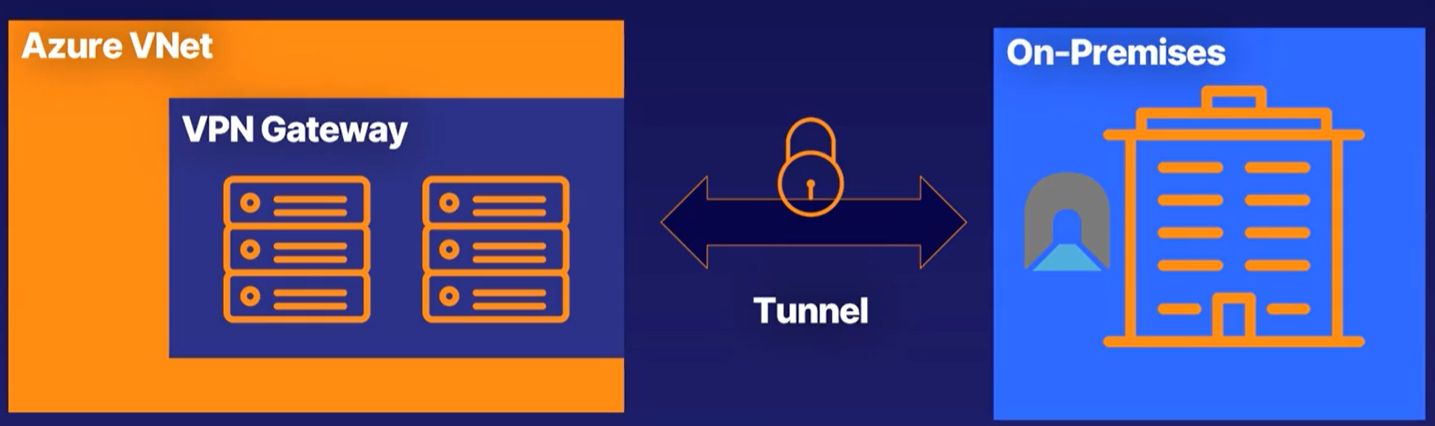 Azure VNet
VPN Gateway
Tunnel
On-Premises